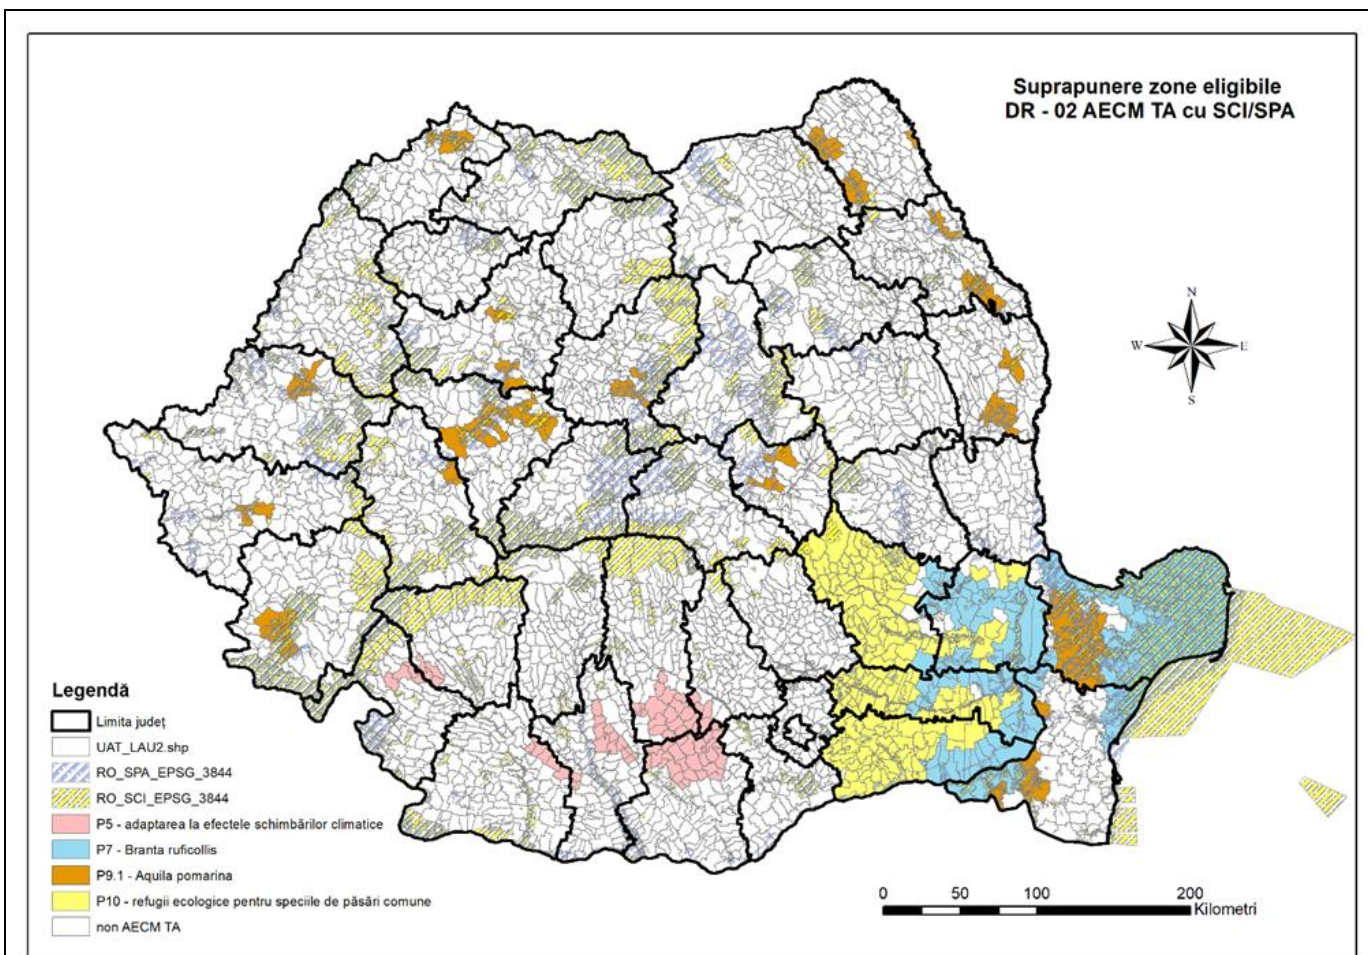 Suprapunere zone eligibile
DR - 02 AECM TA cu SCI/SPA
N
W
E
S
Legendă
Limita județ
UAT_LAU2.shp
RO_SPA_EPSG_3844
RO_SCI_EPSG_3844
P5 - adaptarea la efectele schimbărilor climatice
P7 - Branta ruficollis
P9.1 - Aquila pomarina
P10 - refugii ecologice pentru speciile de păsări comune
non AECM TA
0 50 100 200
Kilometri